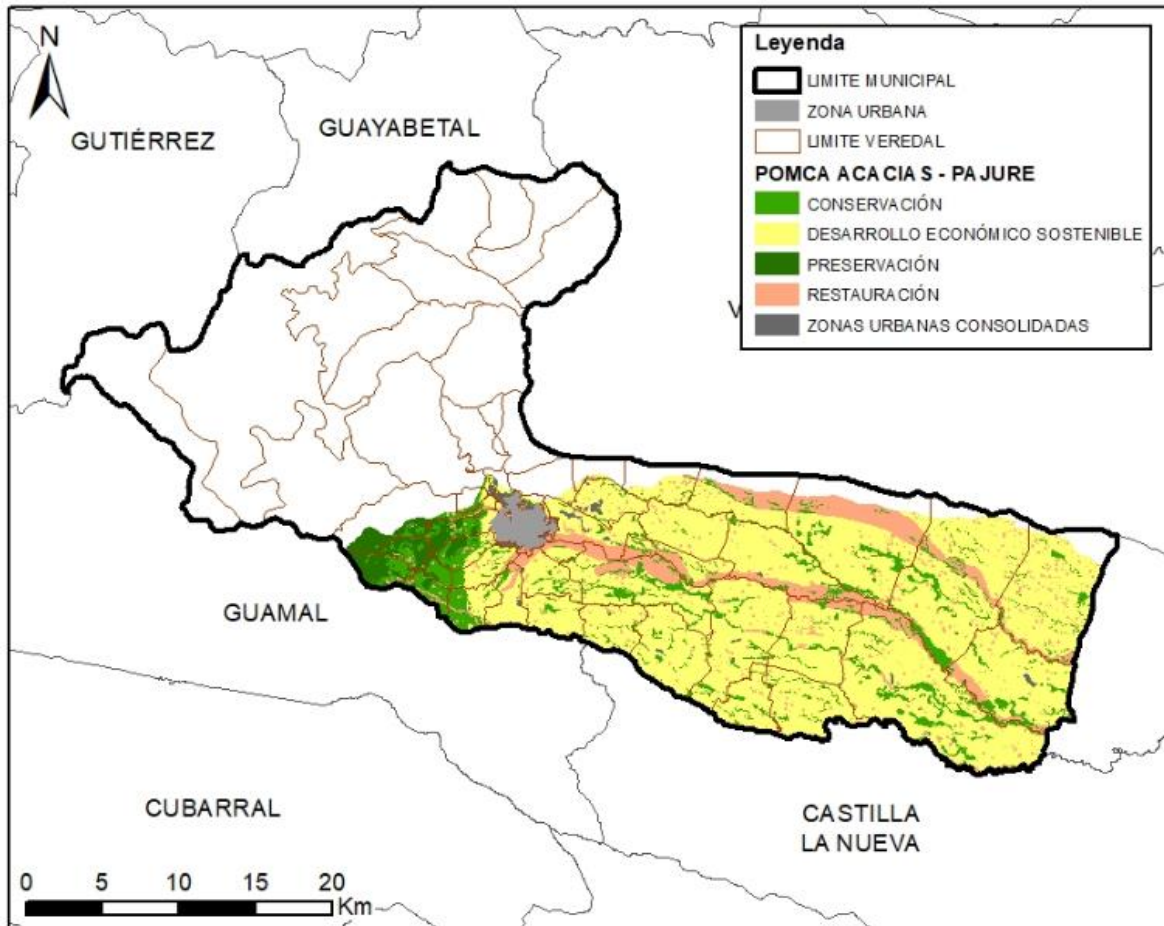 N
GUTIÉRREZ
GUAYABETAL
Leyenda
LIMITE MUNICIPAL
ZONA URBANA
LIMITE VEREDAL
POMCA ACACIAS - PAJURE
CONSERVACIÓN
DESARROLLO ECONÓMICO SOSTENIBLE
PRESERVACIÓN
RESTAURACIÓN
ZONAS URBANAS CONSOLIDADAS
GUAMAL
CUBARRAL
CASTILLA
LA NUEVA
0 5 10 15 20
Km